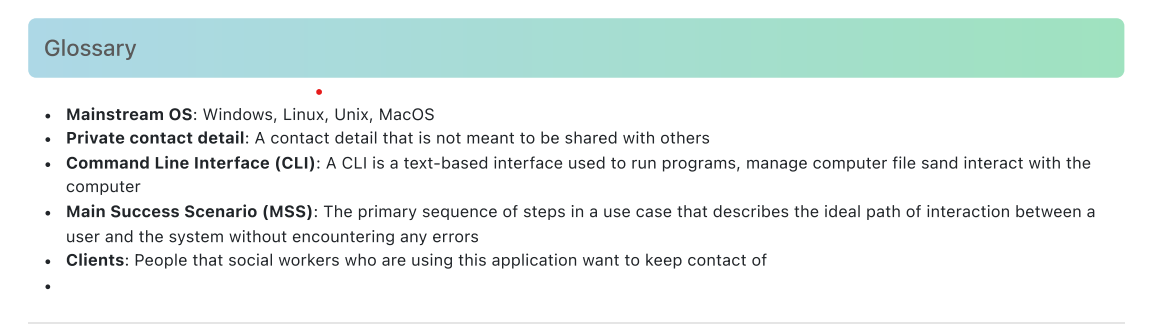 Glossary
• Mainstream OS: Windows, Linux, Unix, MacOS
• Private contact detail: A contact detail that is not meant to be shared with others
• Command Line Interface (CLI): A CLI is a text-based interface used to run programs, manage computer file sand interact with the
computer
• Main Success Scenario (MSS): The primary sequence of steps in a use case that describes the ideal path of interaction between a
user and the system without encountering any errors
• Clients: People that social workers who are using this application want to keep contact of
•